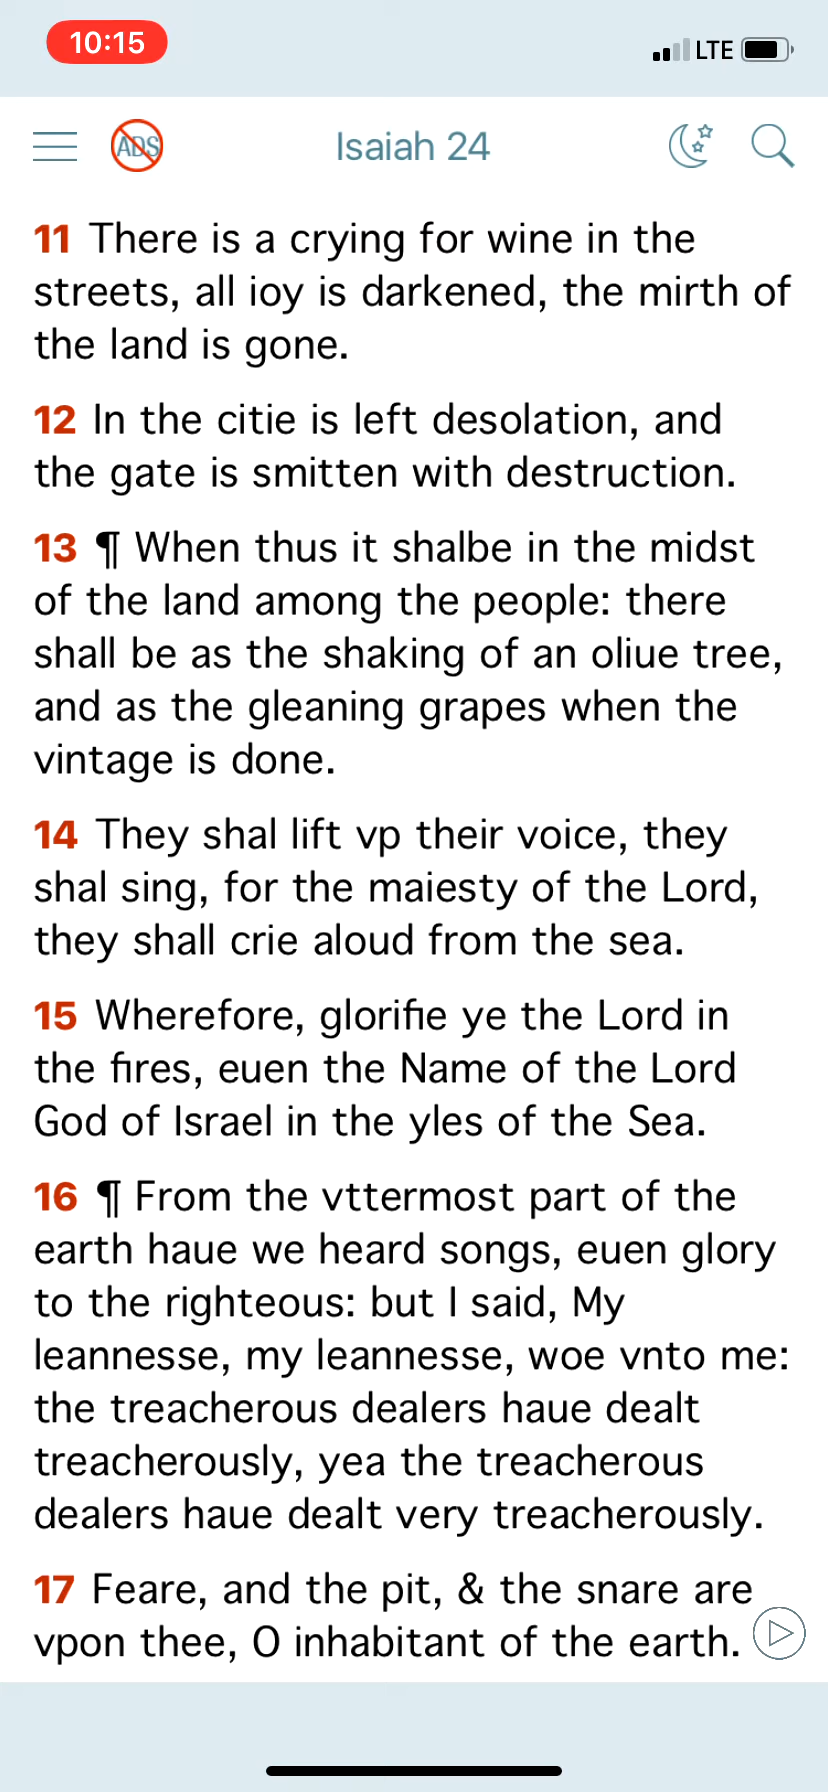 10:15
LTE
ADS
Isaiah 24
11 There is a crying for wine in the
streets, all ioy is darkened, the mirth of
the land is gone.
12 In the citie is left desolation, and
the gate is smitten with destruction.
13 ¶ When thus it shalbe in the midst
of the land among the people: there
shall be as the shaking of an oliue tree,
and as the gleaning grapes when the
vintage is done.
14 They shal lift vp their voice, they
shal sing, for the maiesty of the Lord,
they shall crie aloud from the sea.
15 Wherefore, glorifie ye the Lord in
the fires, euen the Name of the Lord
God of Israel in the yles of the Sea.
16 ¶ From the vttermost part of the
earth haue we heard songs, euen glory
to the righteous: but I said, My
leannesse, my leannesse, woe vnto me:
the treacherous dealers haue dealt
treacherously, yea the treacherous
dealers haue dealt very treacherously.
17 Feare, and the pit, & the snare are
vpon thee, O inhabitant of the earth.